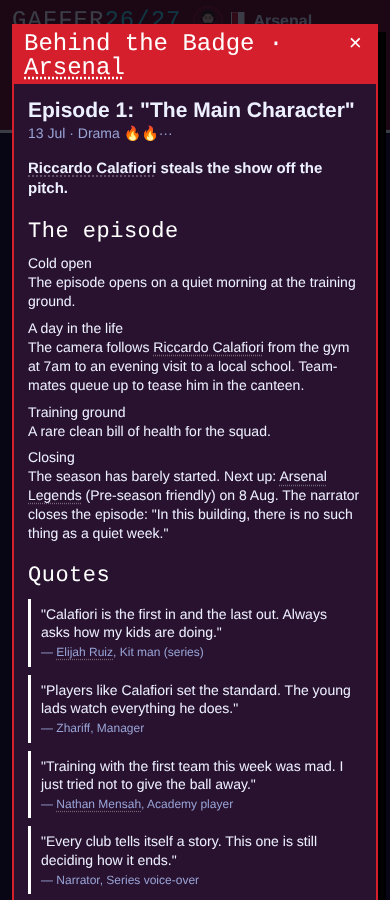 GAFFER26/27 Arsenal
Behind the Badge ·
Arsenal
×
Episode 1: "The Main Character"
13 Jul · Drama 🔥🔥···
Riccardo Calafiori steals the show off the
pitch.
The episode
Cold open
The episode opens on a quiet morning at the training
ground.
A day in the life
The camera follows Riccardo Calafiori from the gym
at 7am to an evening visit to a local school. Team-
mates queue up to tease him in the canteen.
Training ground
A rare clean bill of health for the squad.
Closing
The season has barely started. Next up: Arsenal
Legends (Pre-season friendly) on 8 Aug. The narrator
closes the episode: "In this building, there is no such
thing as a quiet week."
Quotes
"Calafiori is the first in and the last out. Always
asks how my kids are doing."
— Elijah Ruiz, Kit man (series)
"Players like Calafiori set the standard. The young
lads watch everything he does."
— Zhariff, Manager
"Training with the first team this week was mad. I
just tried not to give the ball away."
— Nathan Mensah, Academy player
"Every club tells itself a story. This one is still
deciding how it ends."
— Narrator, Series voice-over